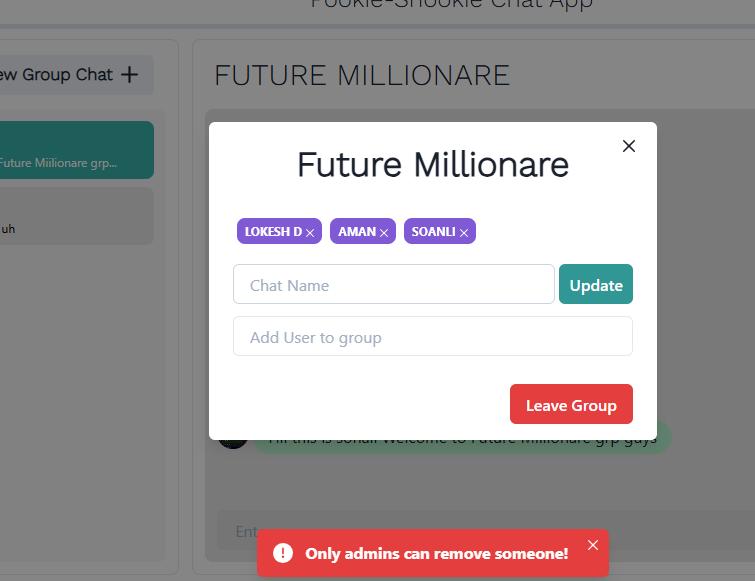 Pookie-Shookie Chat App
ew Group Chat +
FUTURE MILLIONARE
Future Miilionare grp...
uh
Future Millionare
LOKESH D
AMAN
SOANLI
Chat Name
Update
Add User to group
Leave Group
Hii this is sonali Welcome to Future Millionare grp guys
Ent
Only admins can remove someone!